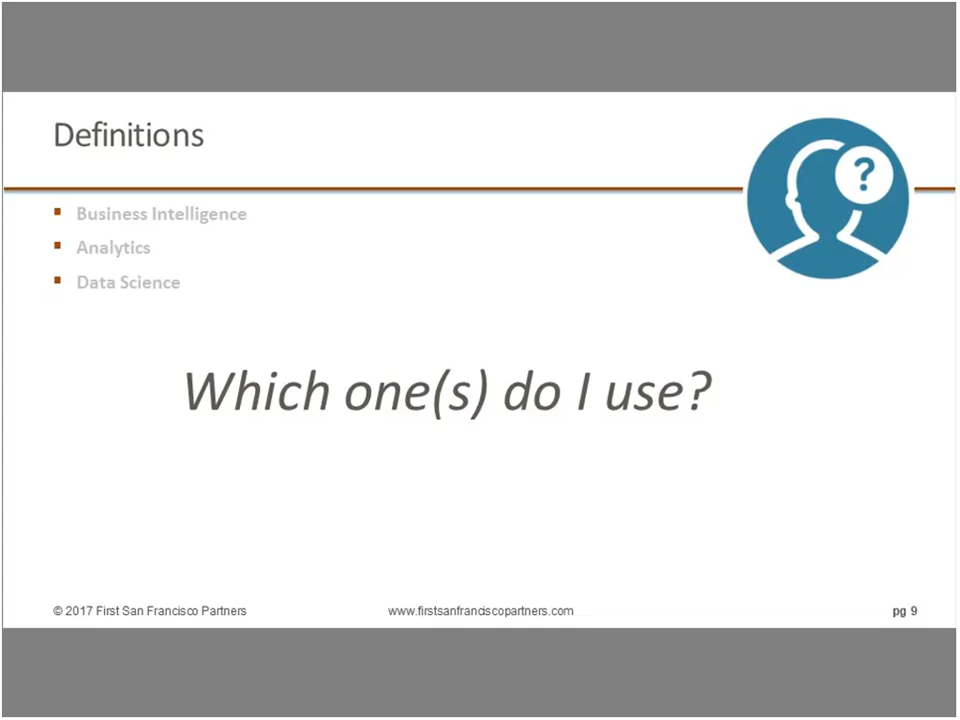 Definitions
?
▪ Business Intelligence
▪ Analytics
▪ Data Science
Which one(s) do I use?
© 2017 First San Francisco Partners
www.firstsanfranciscopartners.com
pg 9